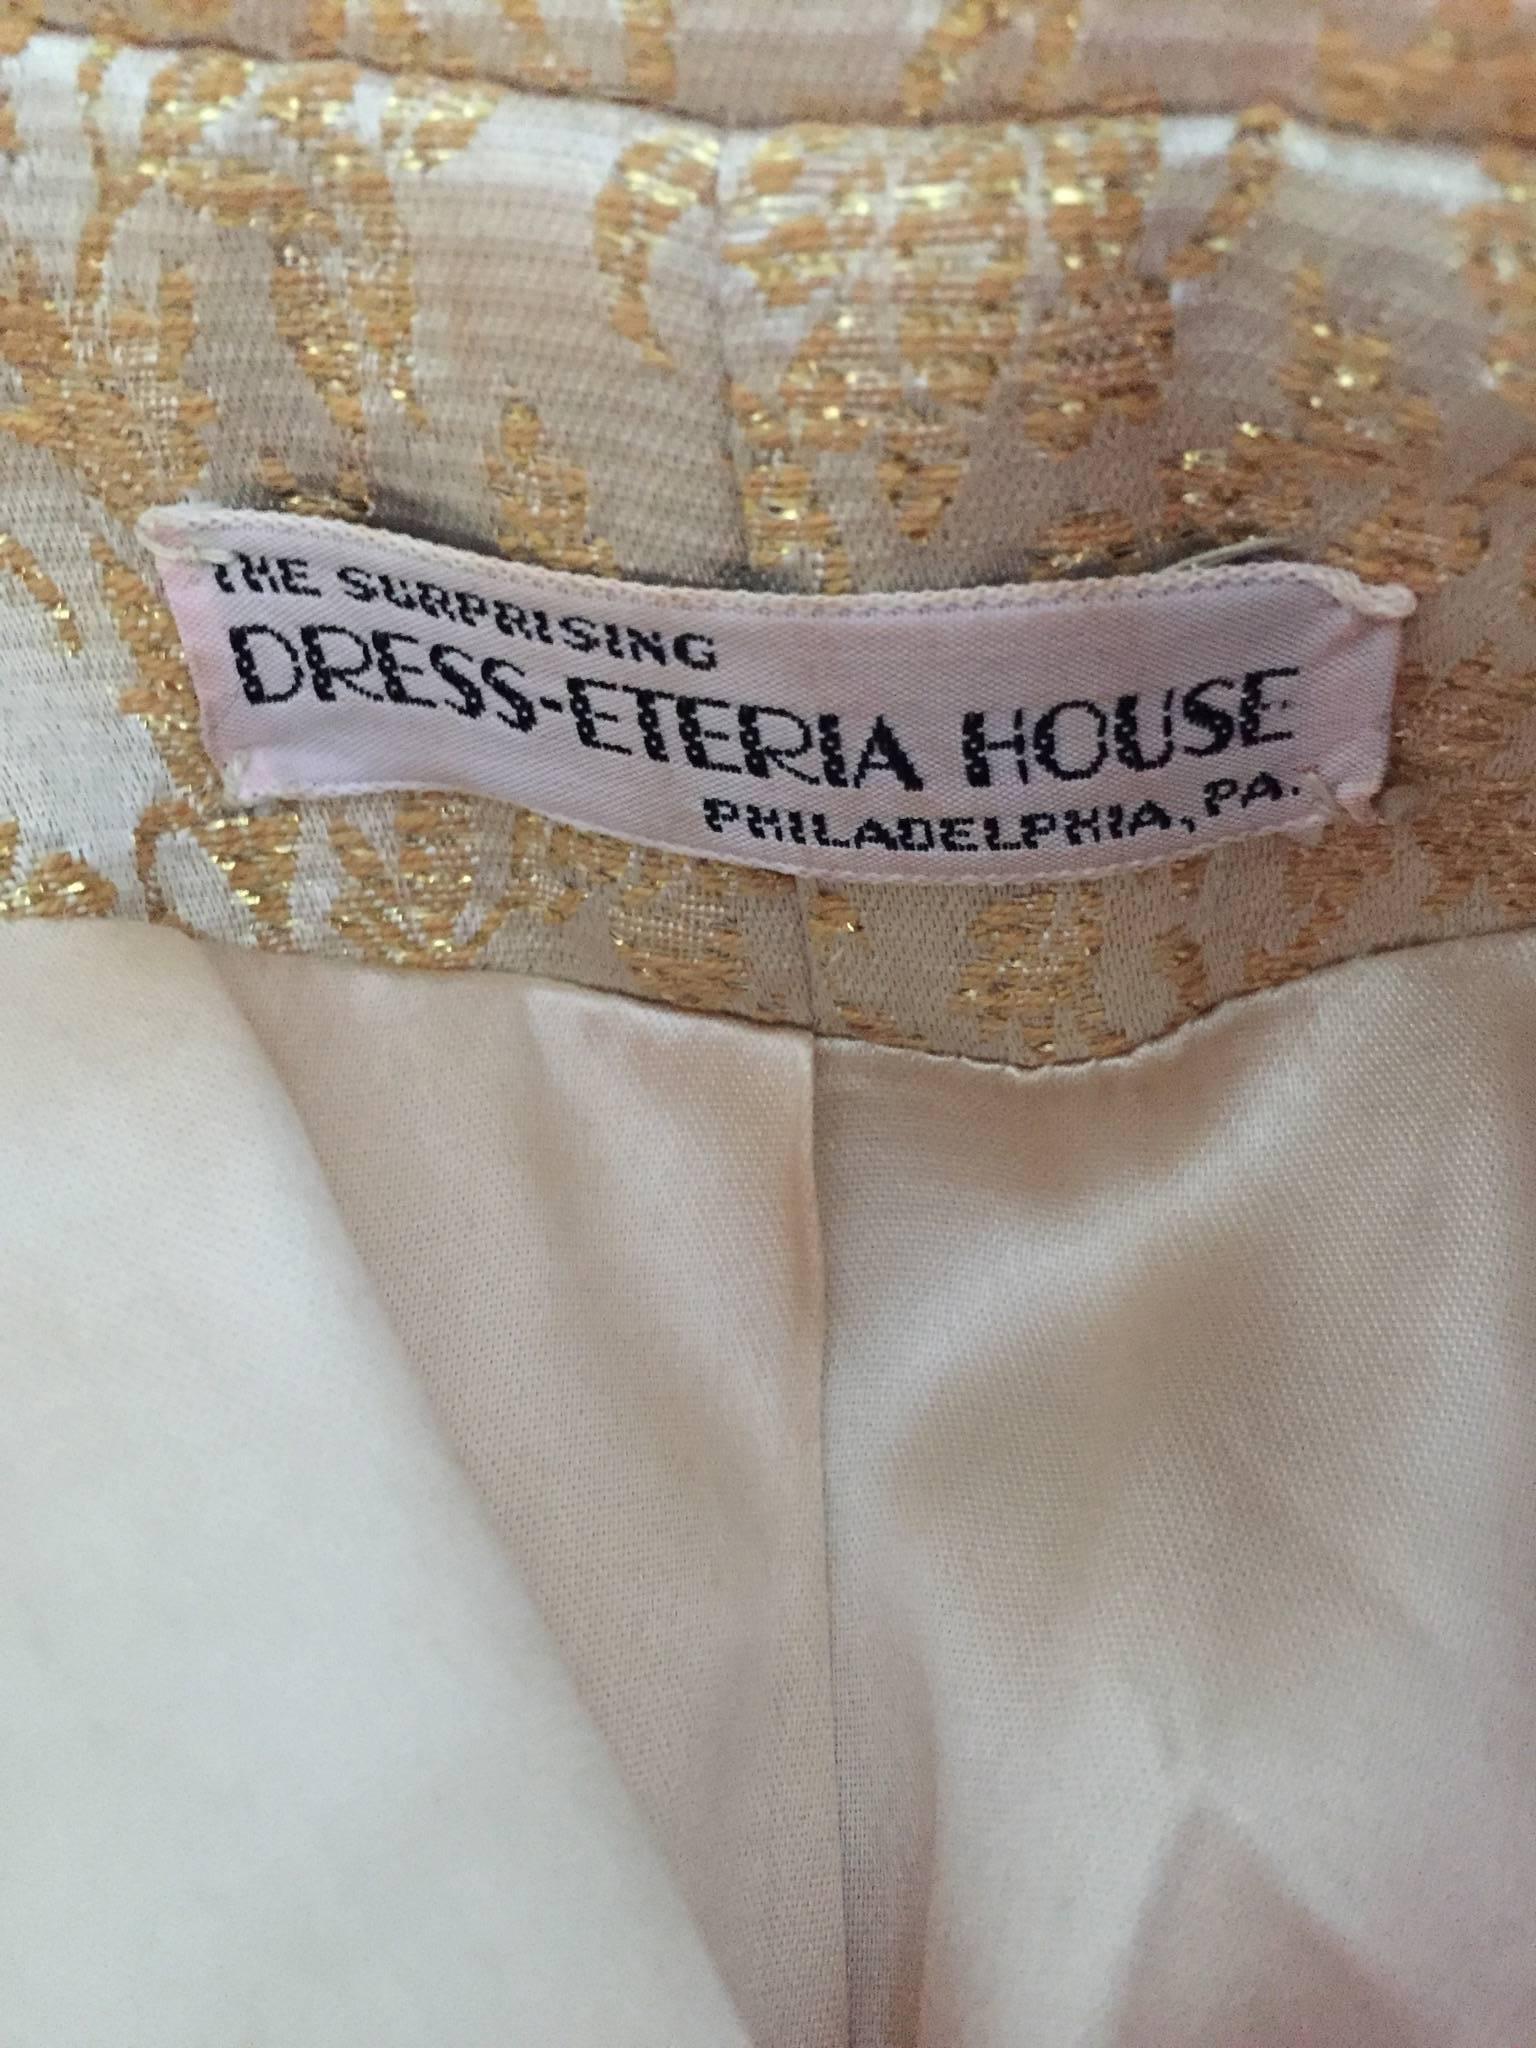 THE SURPRISING
DRESS-ETERIA HOUSE
PHILADELPHIA, PA.